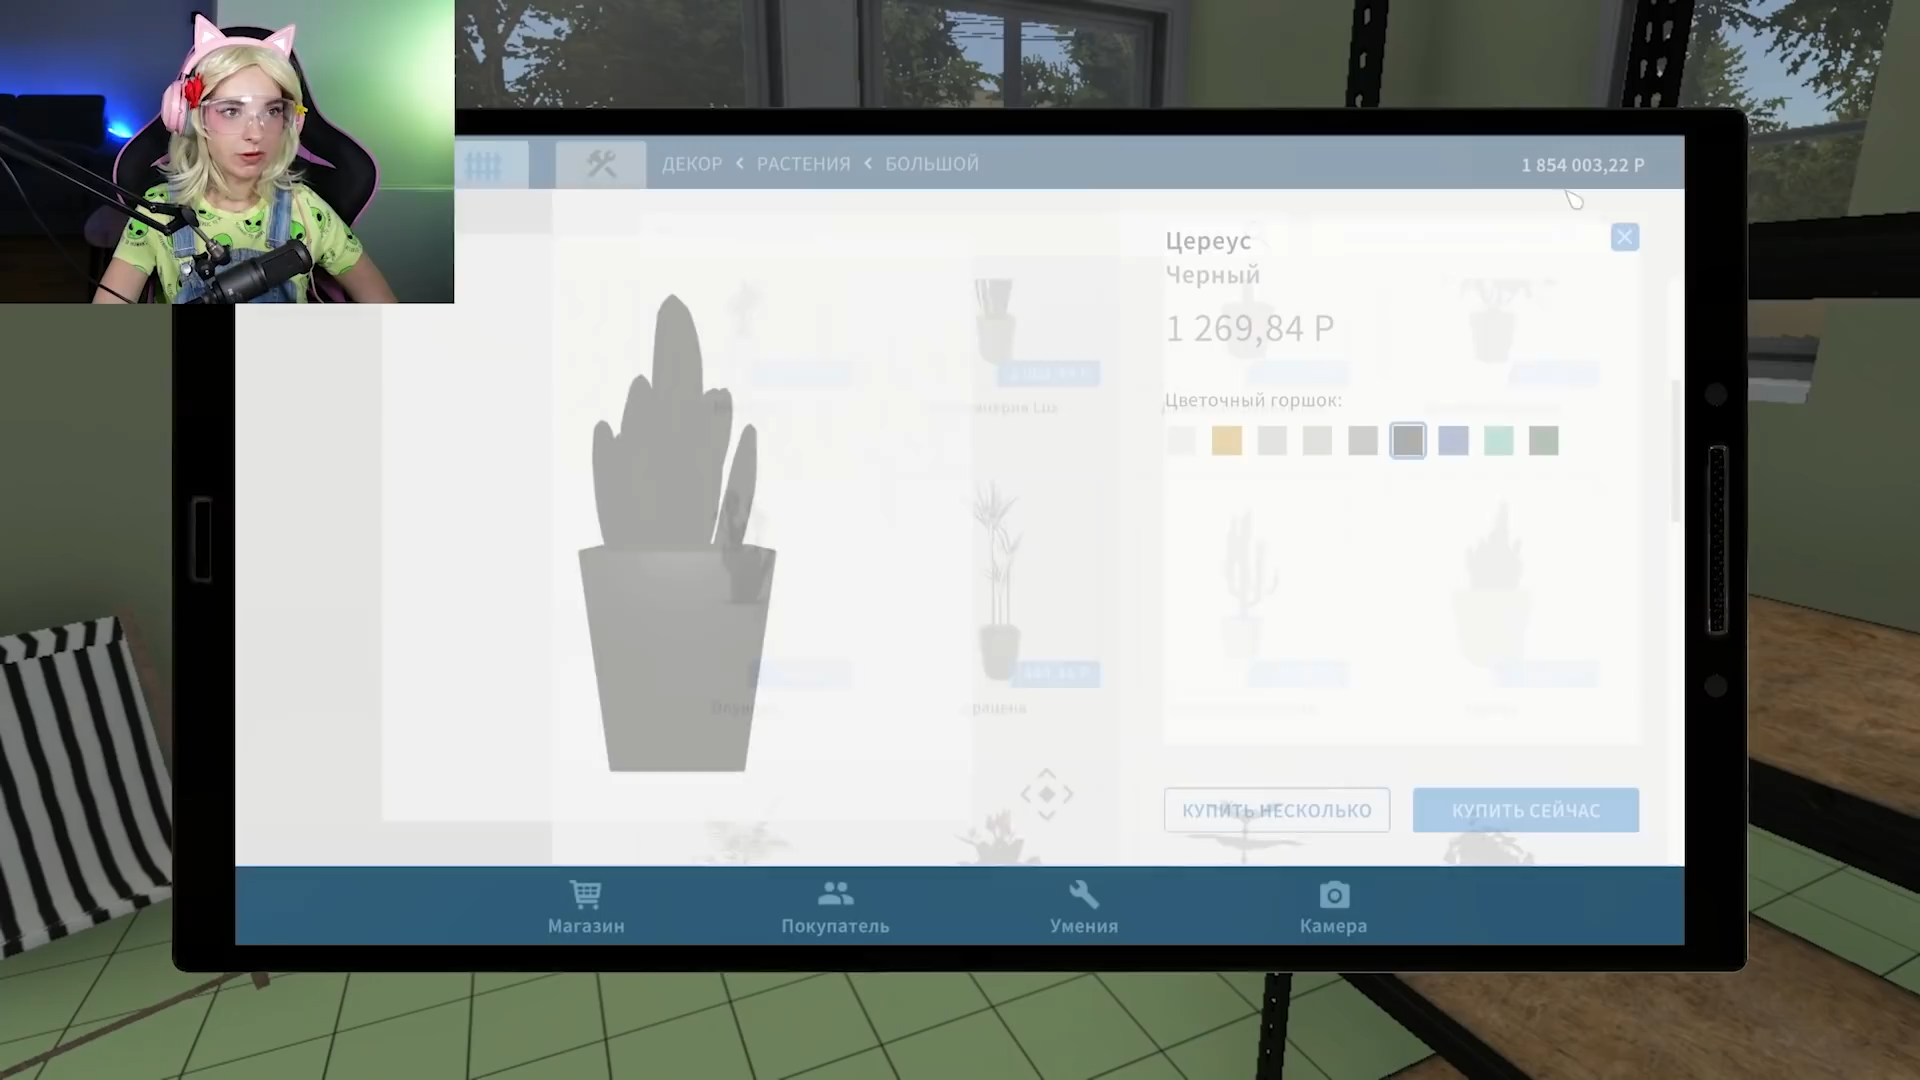 ДЕКОР < РАСТЕНИЯ < БОЛЬШОЙ
1 854 003,22 Р
Цереус
Черный
1 269,84 Р
Цветочный горшок:
КУПИТЬ НЕСКОЛЬКО
КУПИТЬ СЕЙЧАС
Магазин
Покупатель
Умения
Камера